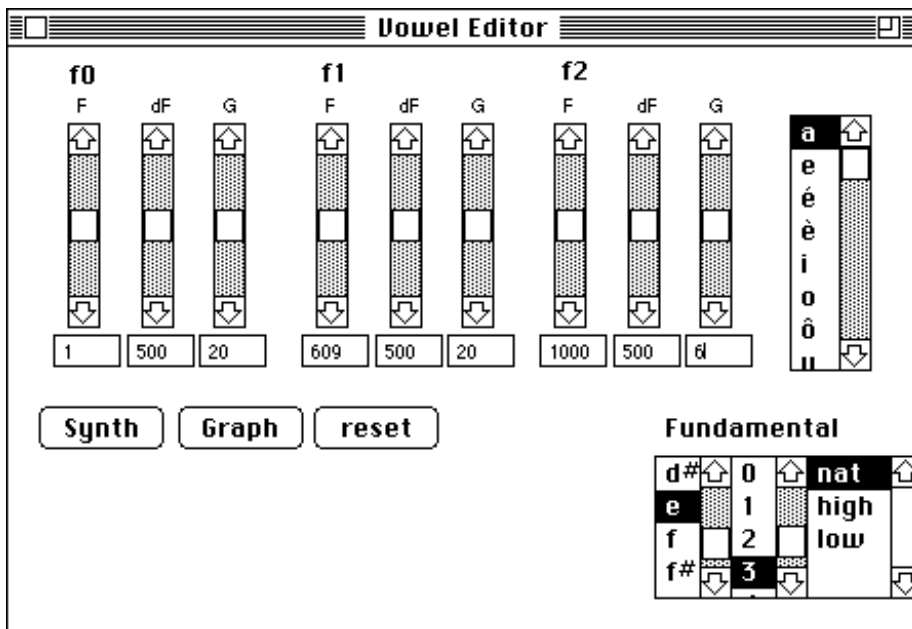 Vowel Editor
f0 f1 f2
F dF G F dF G F dF G
1 500 20 609 500 20 1000 500 6
a
e
é
è
i
o
ô
u
Synth Graph reset
Fundamental
d# 0 nat
e 1 high
f 2 low
f# 3